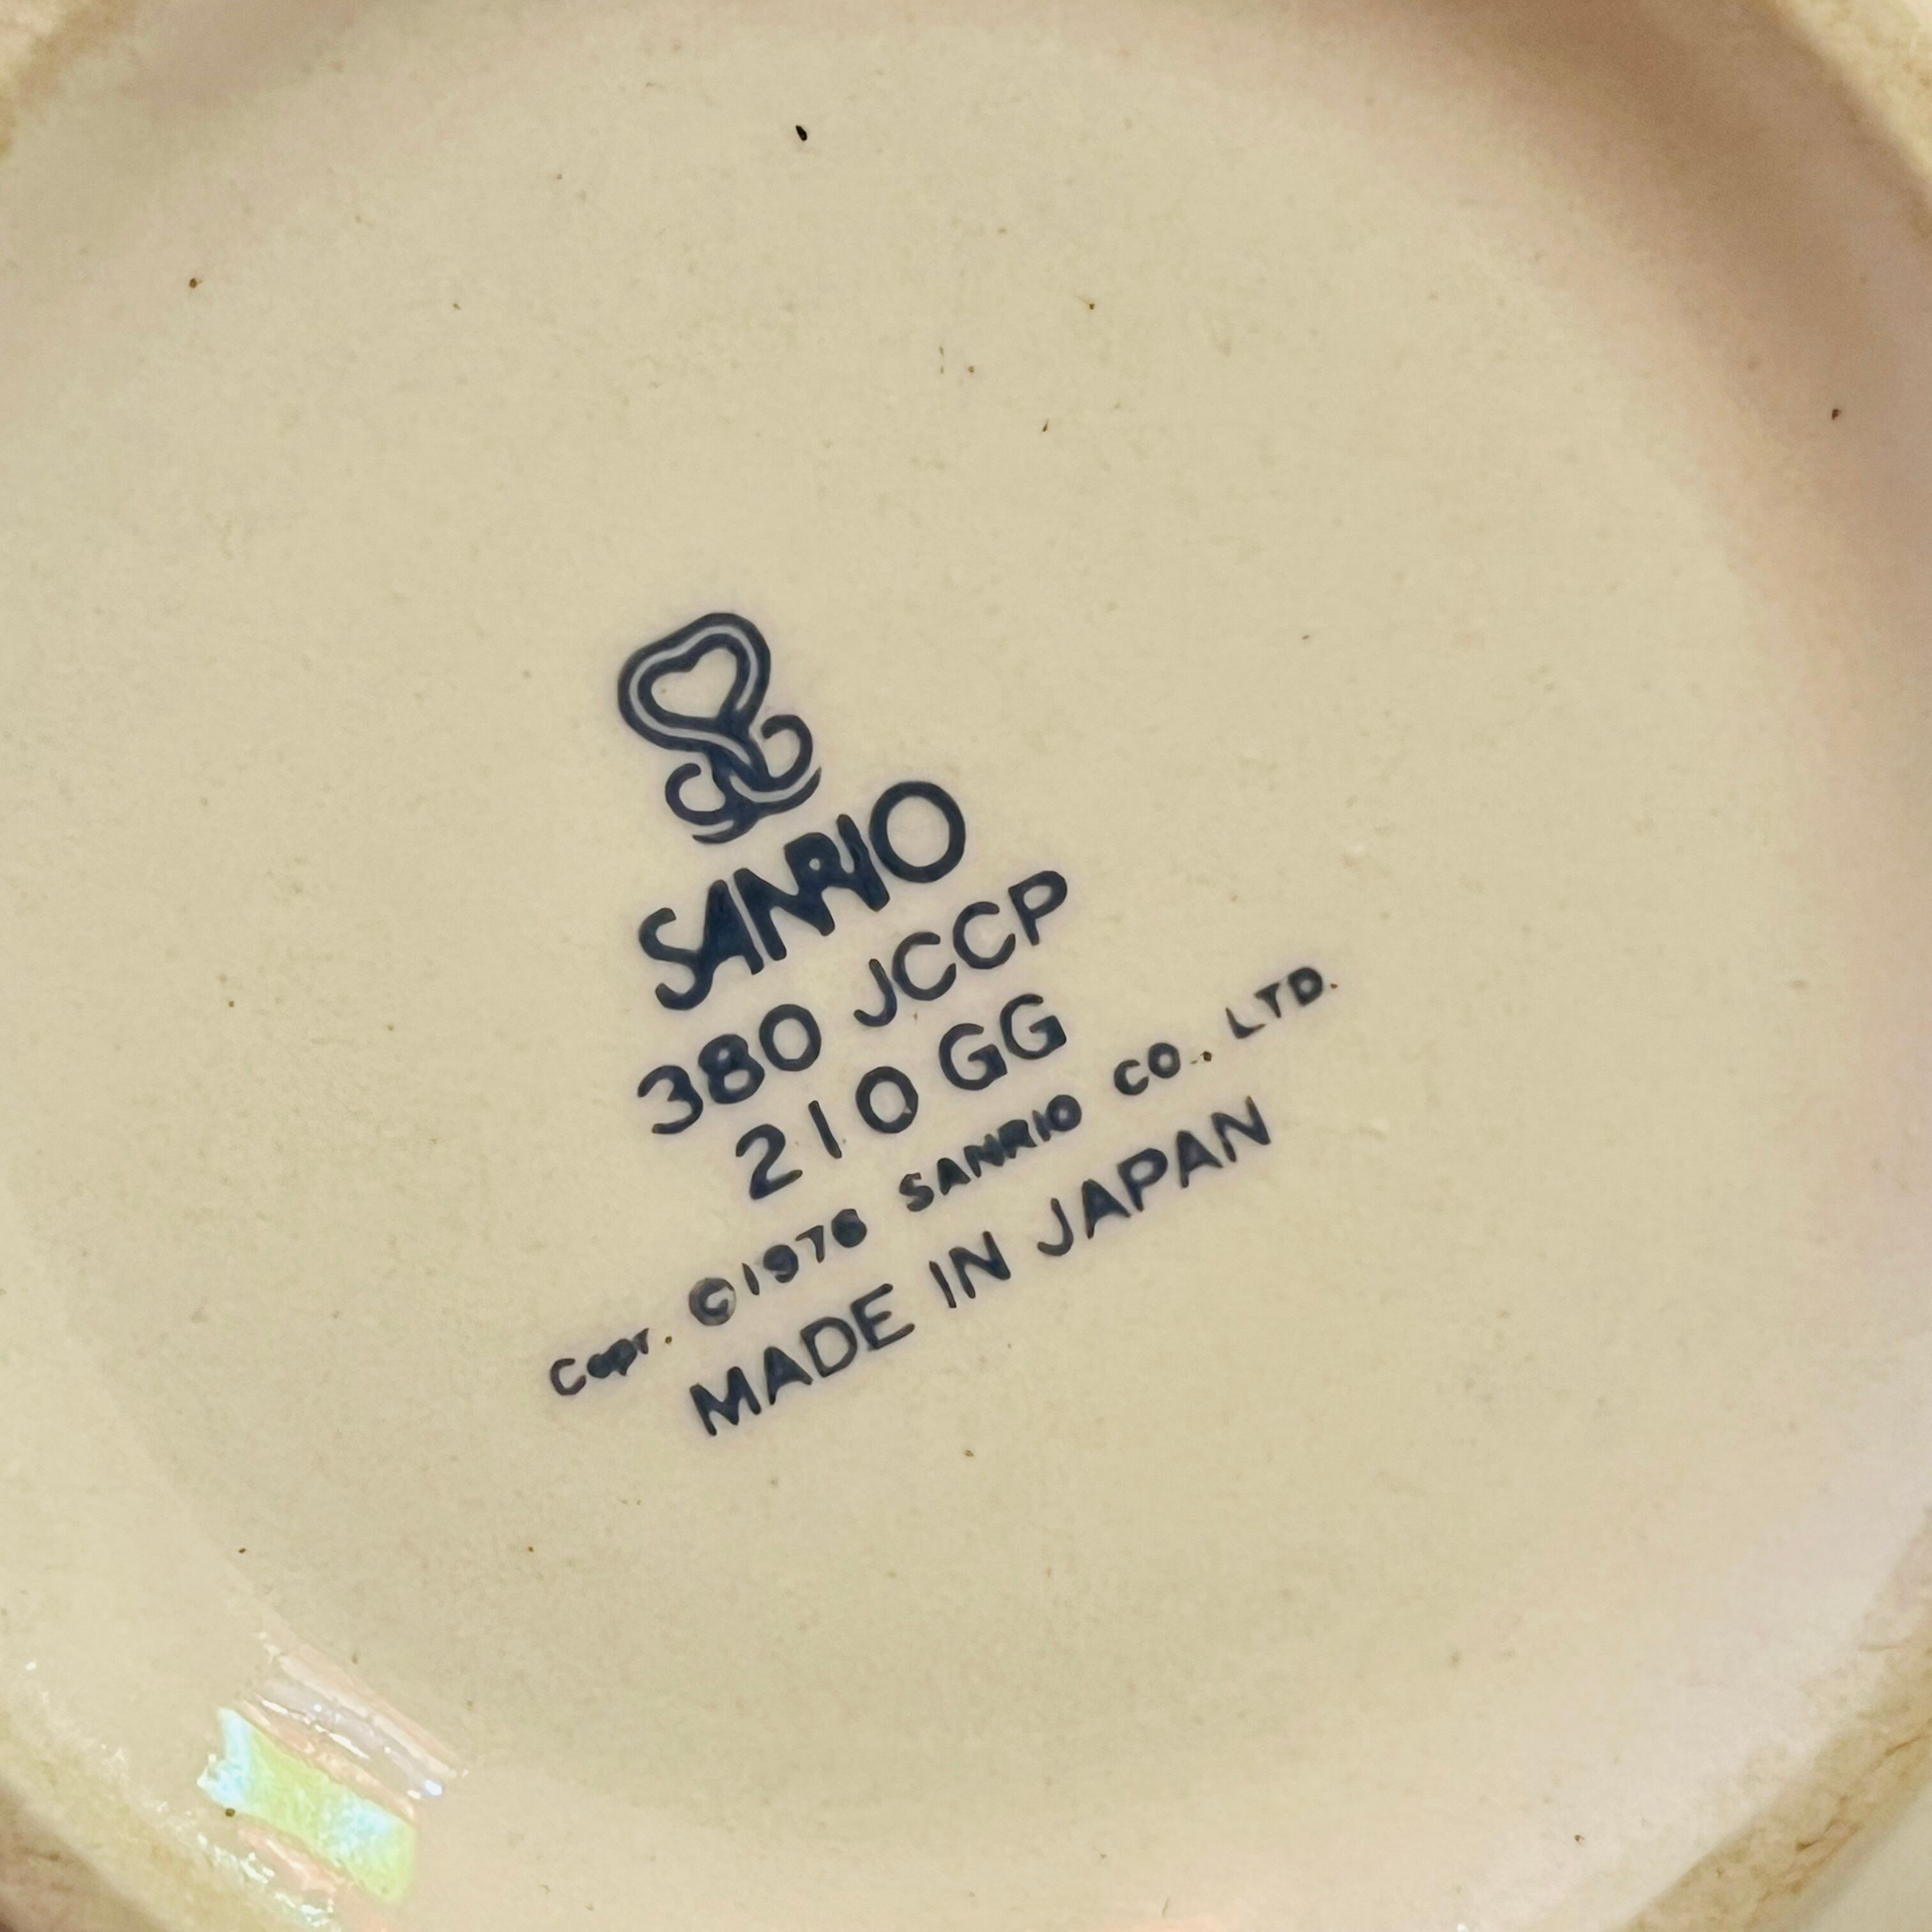 SANRIO
380 JCCP
210 GG
Copr. ©1976 SANRIO CO., LTD.
MADE IN JAPAN